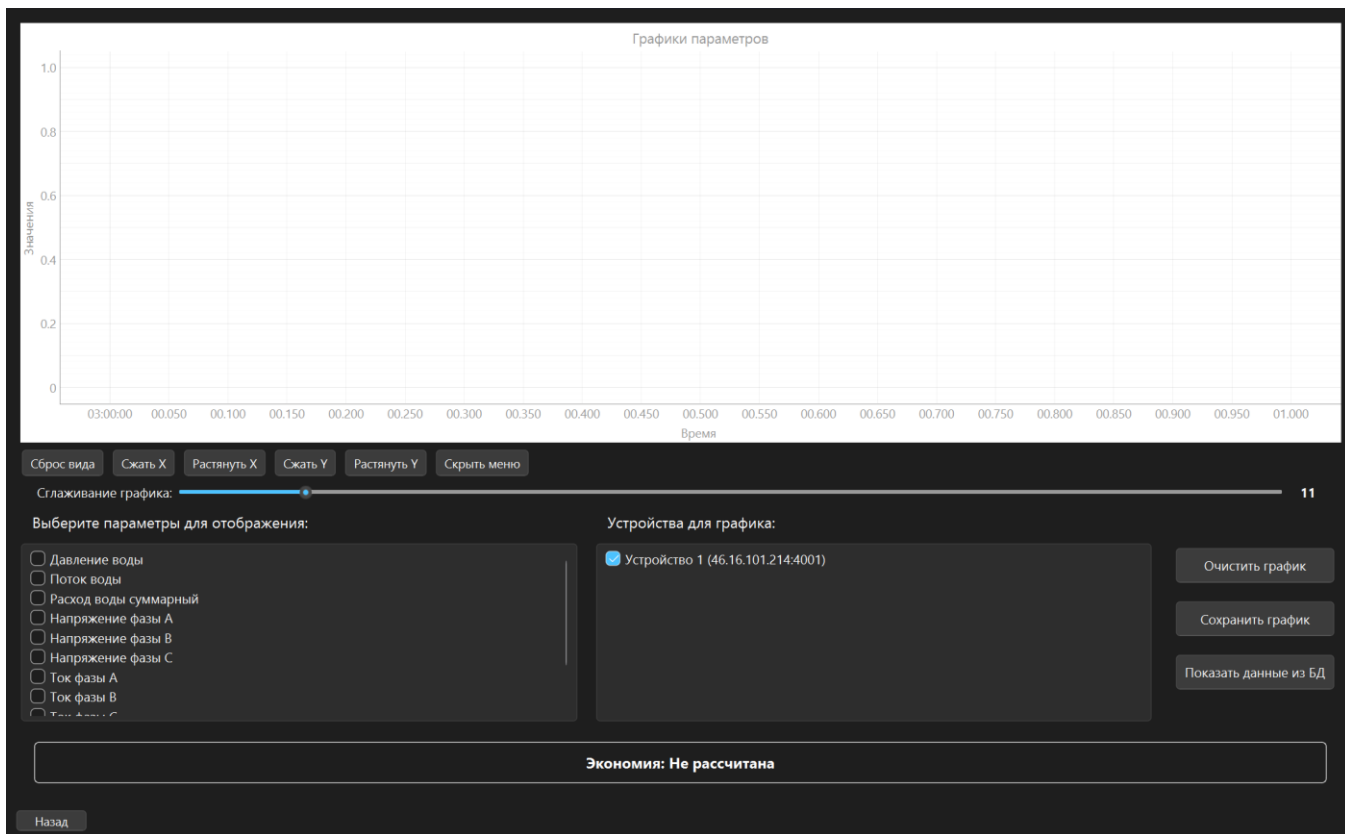 Графики параметров
1.0
0.8
0.6
0.4
0.2
0
Значения
03:00:00 00.050 00.100 00.150 00.200 00.250 00.300 00.350 00.400 00.450 00.500 00.550 00.600 00.650 00.700 00.750 00.800 00.850 00.900 00.950 01.000
Время
Сброс вида Сжать X Растянуть X Сжать Y Растянуть Y Скрыть меню
Сглаживание графика: 11
Выберите параметры для отображения:
Давление воды
Поток воды
Расход воды суммарный
Напряжение фазы A
Напряжение фазы B
Напряжение фазы C
Ток фазы A
Ток фазы B
Ток фазы C
Устройства для графика:
Устройство 1 (46.16.101.214:4001)
Очистить график
Сохранить график
Показать данные из БД
Экономия: Не рассчитана
Назад